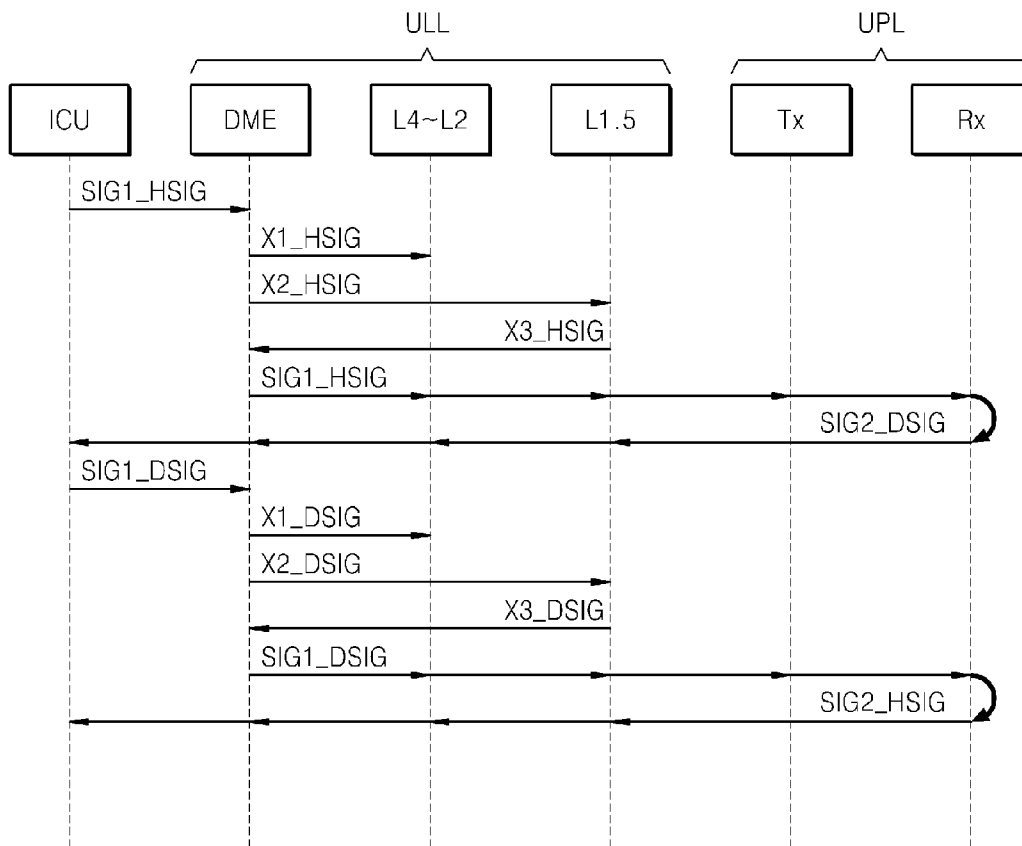 ULL UPL
ICU DME L4~L2 L1.5 Tx Rx
SIG1_HSIG
X1_HSIG
X2_HSIG
X3_HSIG
SIG1_HSIG
SIG2_DSIG
SIG1_DSIG
X1_DSIG
X2_DSIG
X3_DSIG
SIG1_DSIG
SIG2_HSIG